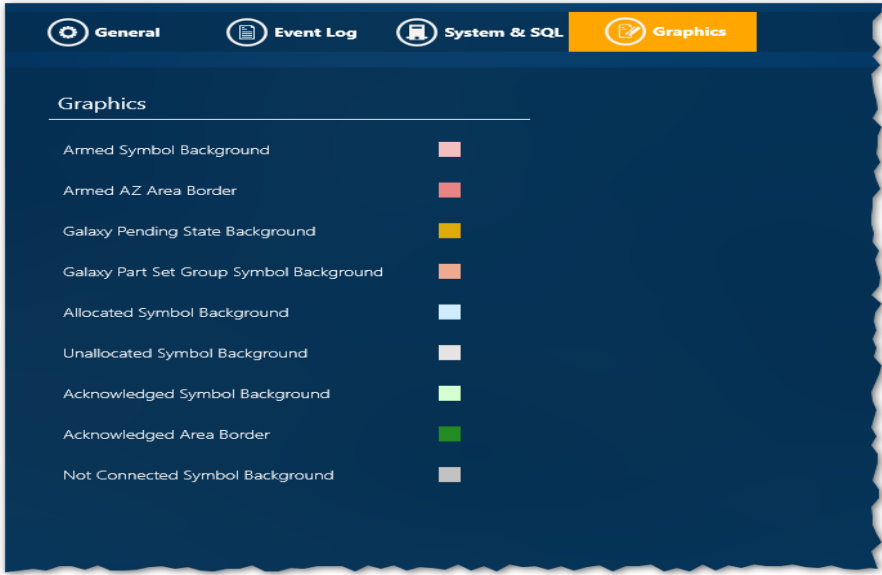 General Event Log System & SQL Graphics
Graphics
Armed Symbol Background
Armed AZ Area Border
Galaxy Pending State Background
Galaxy Part Set Group Symbol Background
Allocated Symbol Background
Unallocated Symbol Background
Acknowledged Symbol Background
Acknowledged Area Border
Not Connected Symbol Background